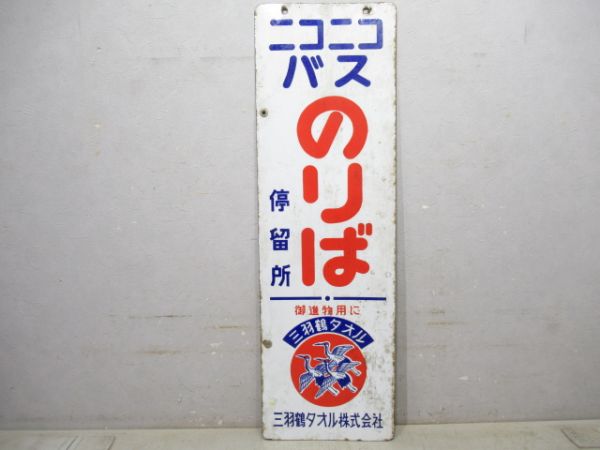 ニコニコ
バス
のりば
停留所
御進物用に
三羽鶴タオル
三羽鶴タオル株式会社